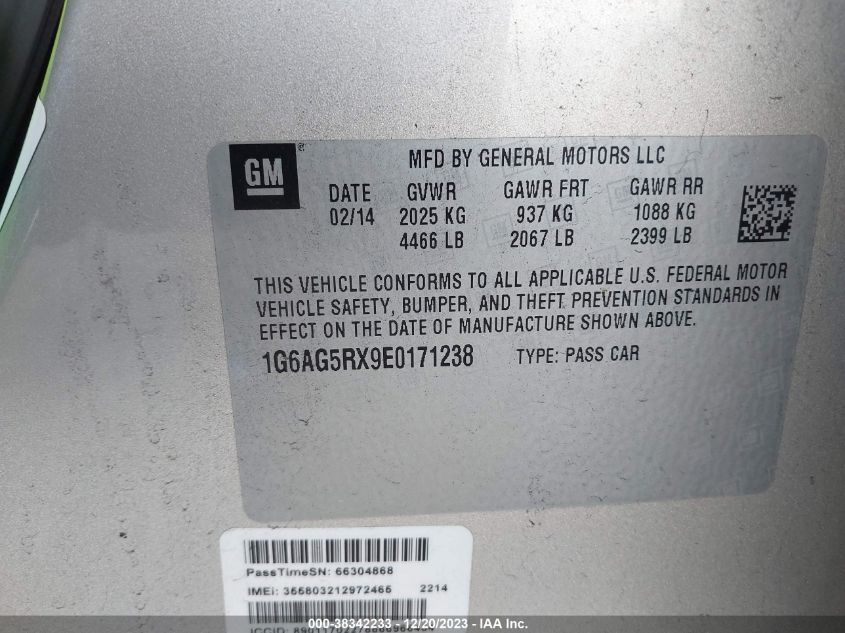 GM
MFD BY GENERAL MOTORS LLC
DATE GVWR GAWR FRT GAWR RR
02/14 2025 KG 937 KG 1088 KG
4466 LB 2067 LB 2399 LB
THIS VEHICLE CONFORMS TO ALL APPLICABLE U.S. FEDERAL MOTOR
VEHICLE SAFETY, BUMPER, AND THEFT PREVENTION STANDARDS IN
EFFECT ON THE DATE OF MANUFACTURE SHOWN ABOVE.
1G6AG5RX9E0171238 TYPE: PASS CAR
PassTimeSN: 66304868
IMEi: 355803212972465 2214
ICCID:
000-38342233 - 12/20/2023 - IAA Inc.